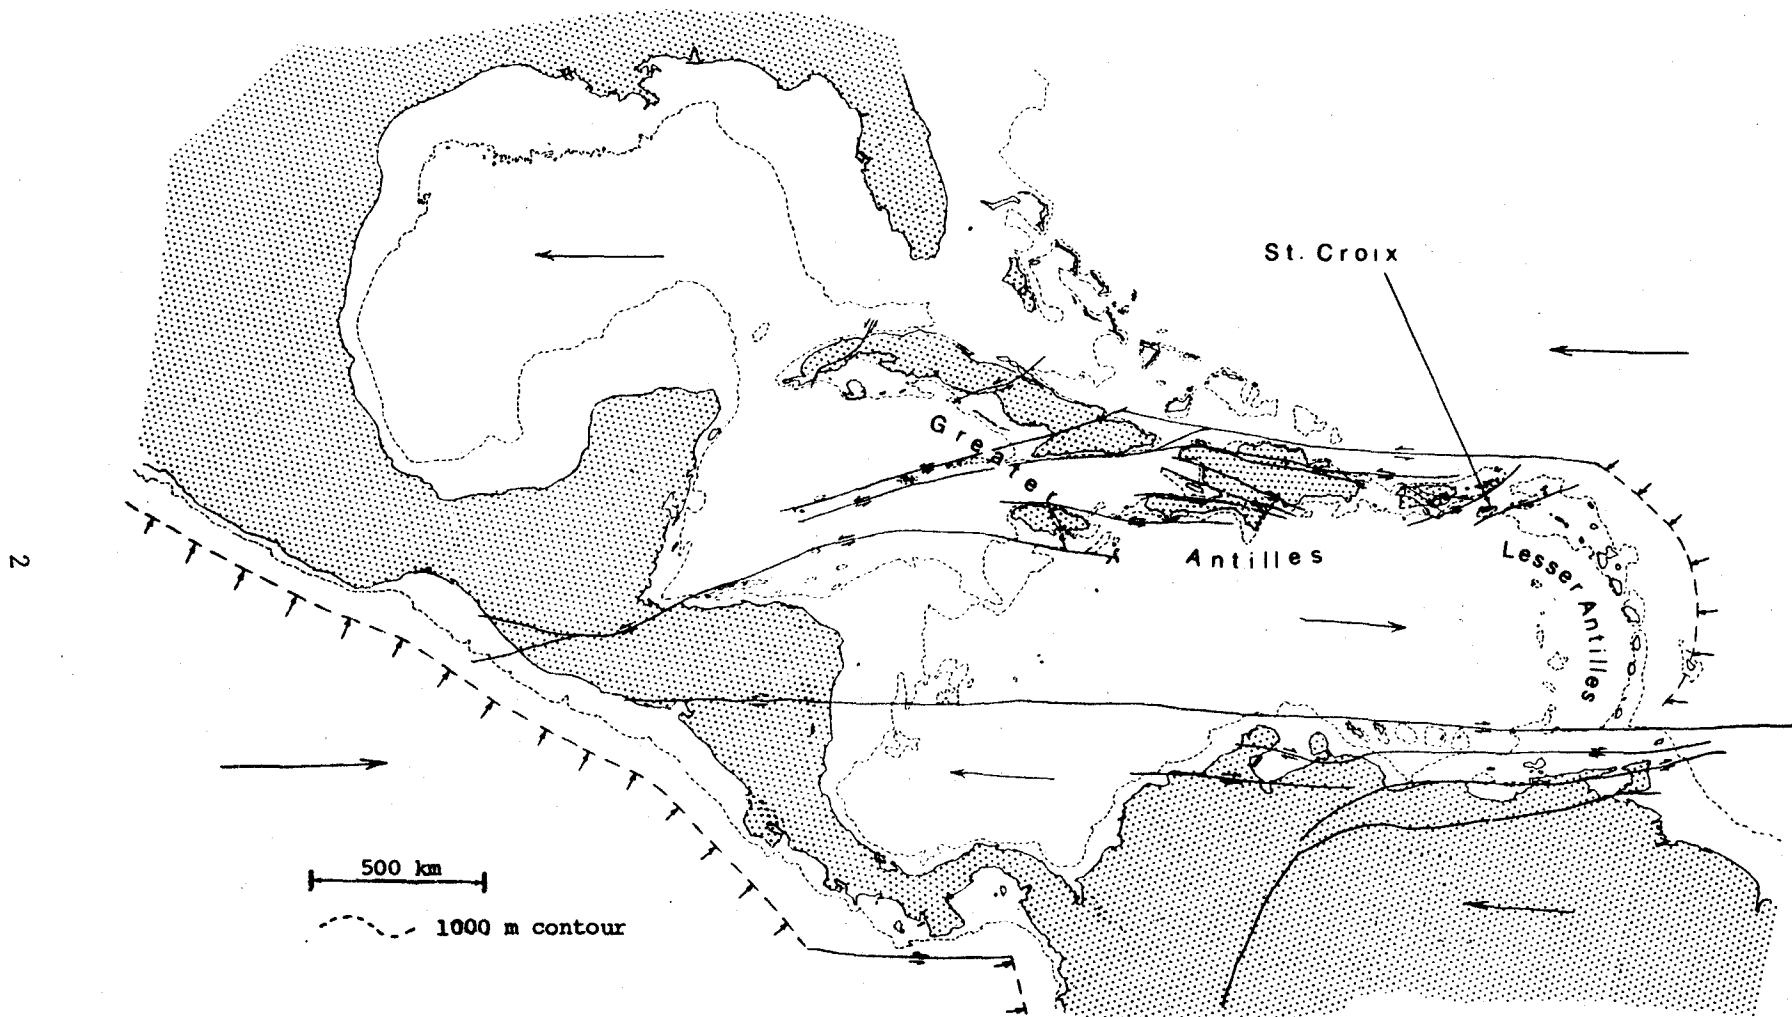 St. Croix
Greater
Antilles
Lesser Antilles
2
500 km
1000 m contour